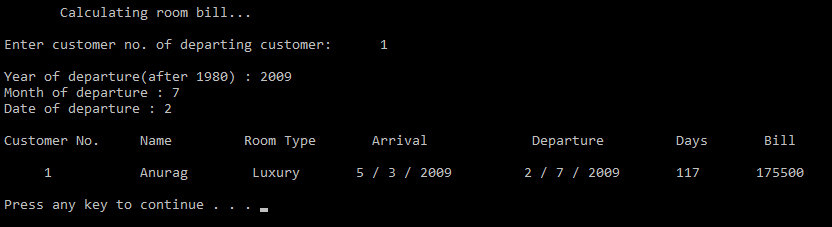 Calculating room bill...
Enter customer no. of departing customer: 1
Year of departure(after 1980) : 2009
Month of departure : 7
Date of departure : 2
Customer No. Name Room Type Arrival Departure Days Bill
1 Anurag Luxury 5 / 3 / 2009 2 / 7 / 2009 117 175500
Press any key to continue . . .